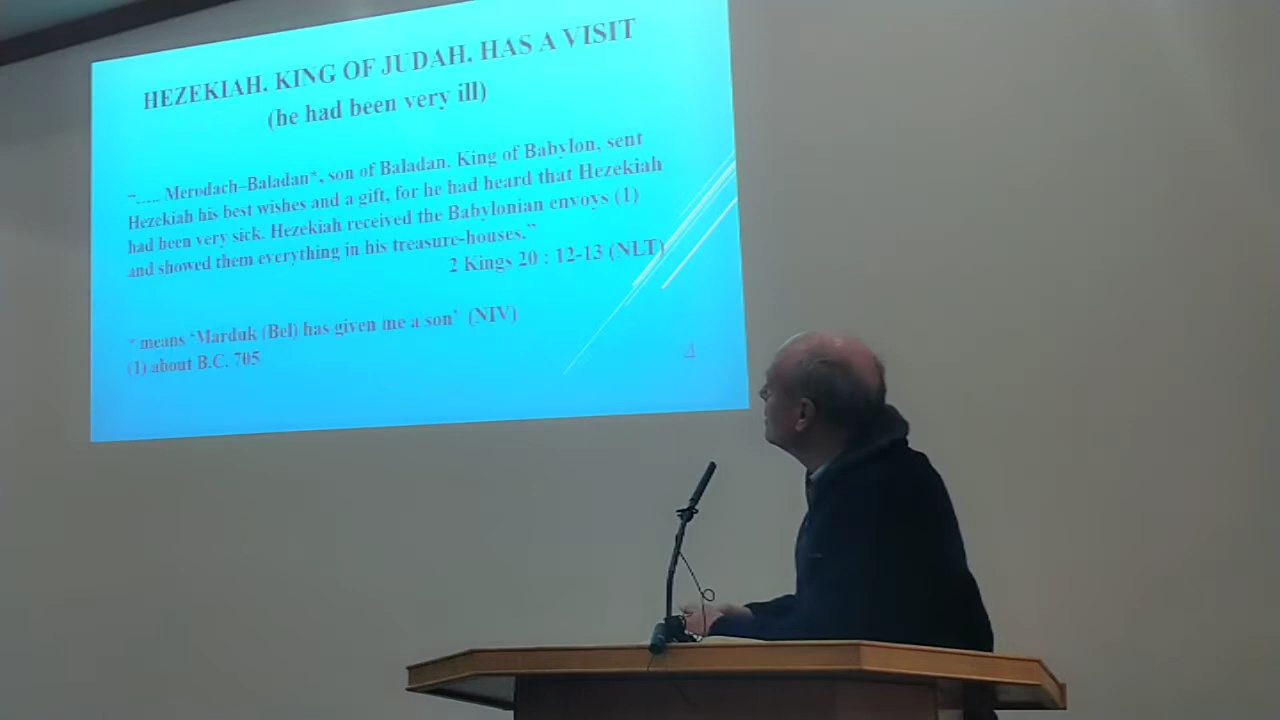 HEZEKIAH, KING OF JUDAH, HAS A VISIT
(he had been very ill)
"..... Merodach–Baladan*, son of Baladan, King of Babylon, sent
Hezekiah his best wishes and a gift, for he had heard that Hezekiah
had been very sick. Hezekiah received the Babylonian envoys (1)
and showed them everything in his treasure-houses."
2 Kings 20 : 12-13 (NLT)
* means ‘Marduk (Bel) has given me a son’ (NIV)
(1) about B.C. 705
4